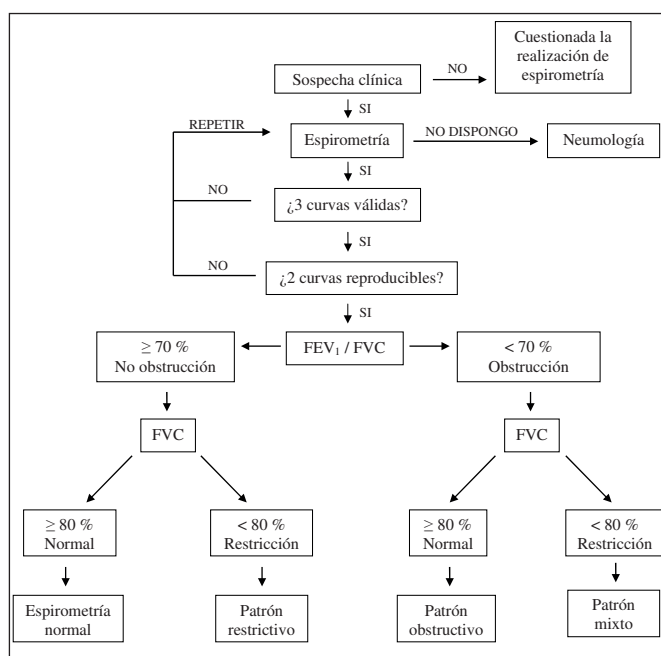 Cuestionada la
realización de
espirometría
Sospecha clínica
NO
SI
REPETIR
Espirometría
NO DISPONGO
Neumología
SI
NO
¿3 curvas válidas?
SI
NO
¿2 curvas reproducibles?
SI
≥ 70 %
No obstrucción
FEV₁ / FVC
< 70 %
Obstrucción
FVC
FVC
≥ 80 %
Normal
< 80 %
Restricción
≥ 80 %
Normal
< 80 %
Restricción
Espirometría
normal
Patrón
restrictivo
Patrón
obstructivo
Patrón
mixto